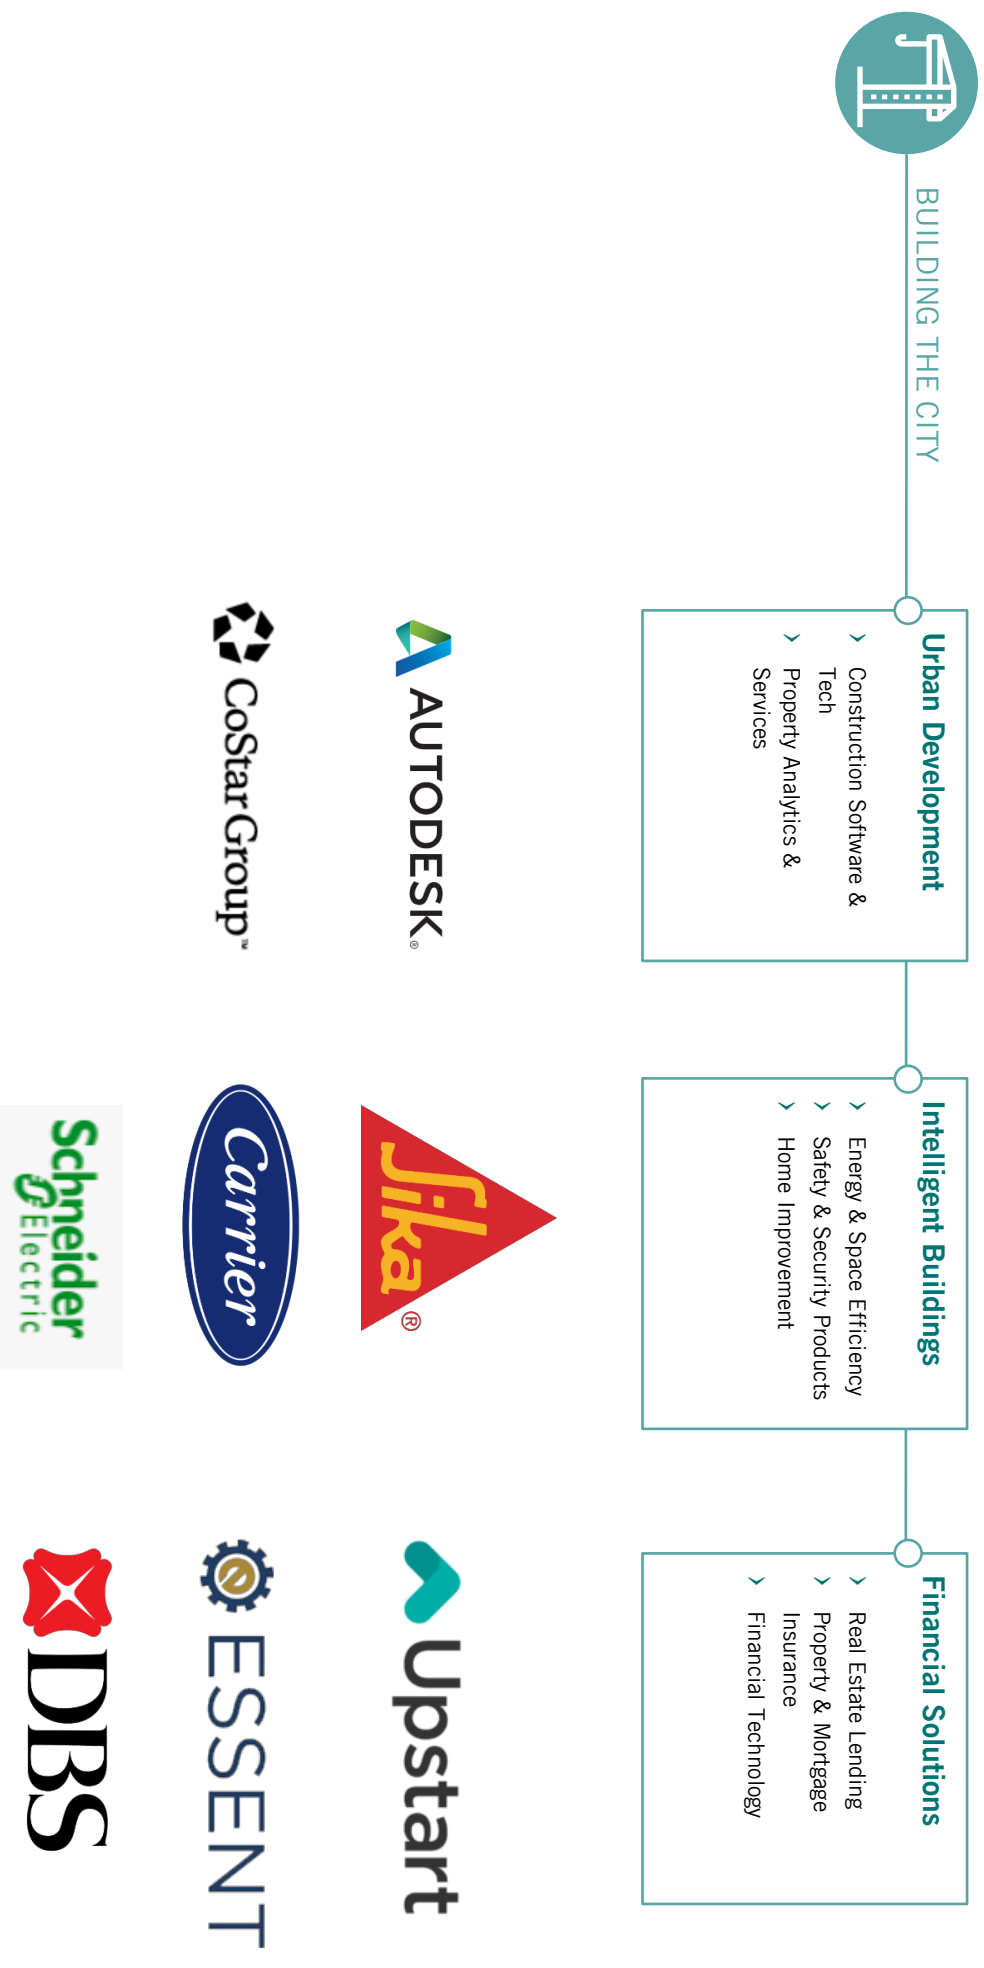 BUILDING THE CITY
Urban Development
› Construction Software &
Tech
› Property Analytics &
Services
Intelligent Buildings
› Energy & Space Efficiency
› Safety & Security Products
› Home Improvement
Financial Solutions
› Real Estate Lending
› Property & Mortgage
Insurance
› Financial Technology
AUTODESK®
CoStar Group™
Sika®
Carrier
Schneider
Electric
Upstart
e ESSENT
DBS